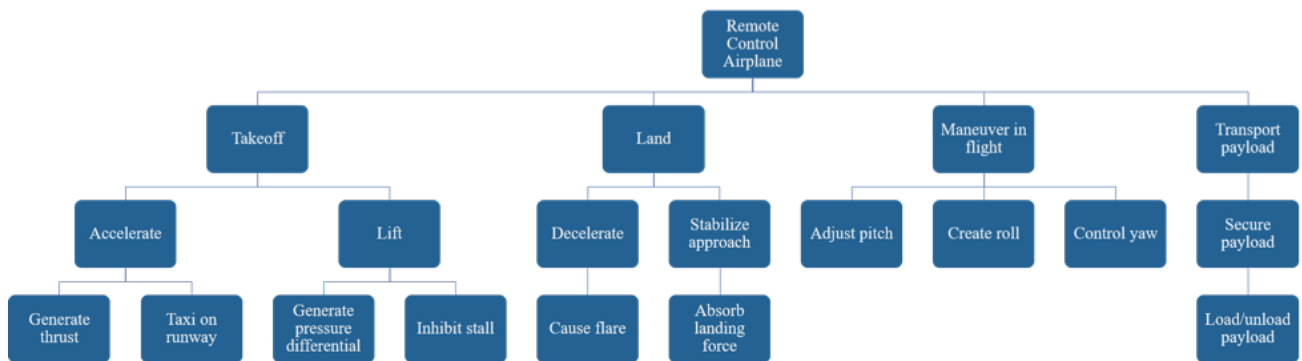 Remote
Control
Airplane
Takeoff
Land
Maneuver in
flight
Transport
payload
Accelerate
Lift
Decelerate
Stabilize
approach
Adjust pitch
Create roll
Control yaw
Secure
payload
Generate
thrust
Taxi on
runway
Generate
pressure
differential
Inhibit stall
Cause flare
Absorb
landing
force
Load/unload
payload